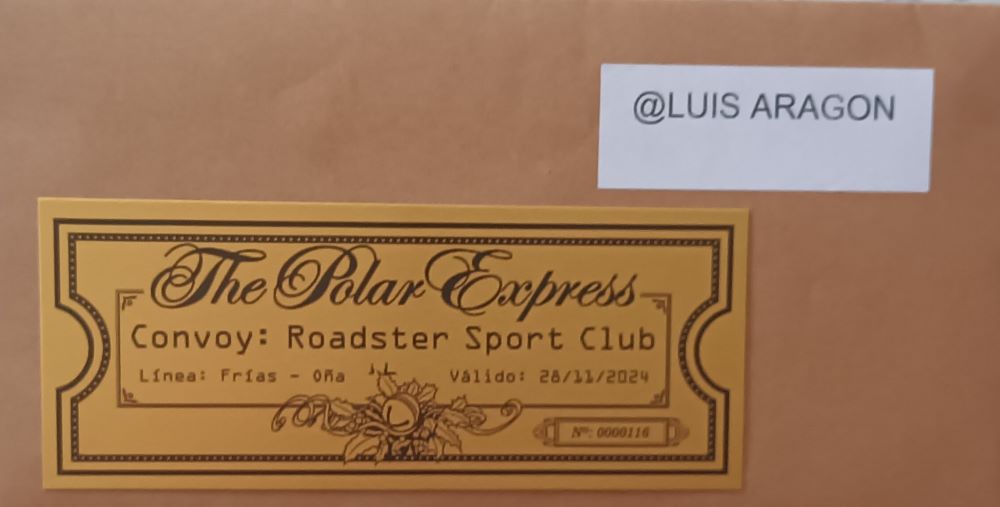 @LUIS ARAGON
The Polar Express
Convoy: Roadster Sport Club
Línea: Frías - Oña Válido: 28/11/2024
Nº: 0000116